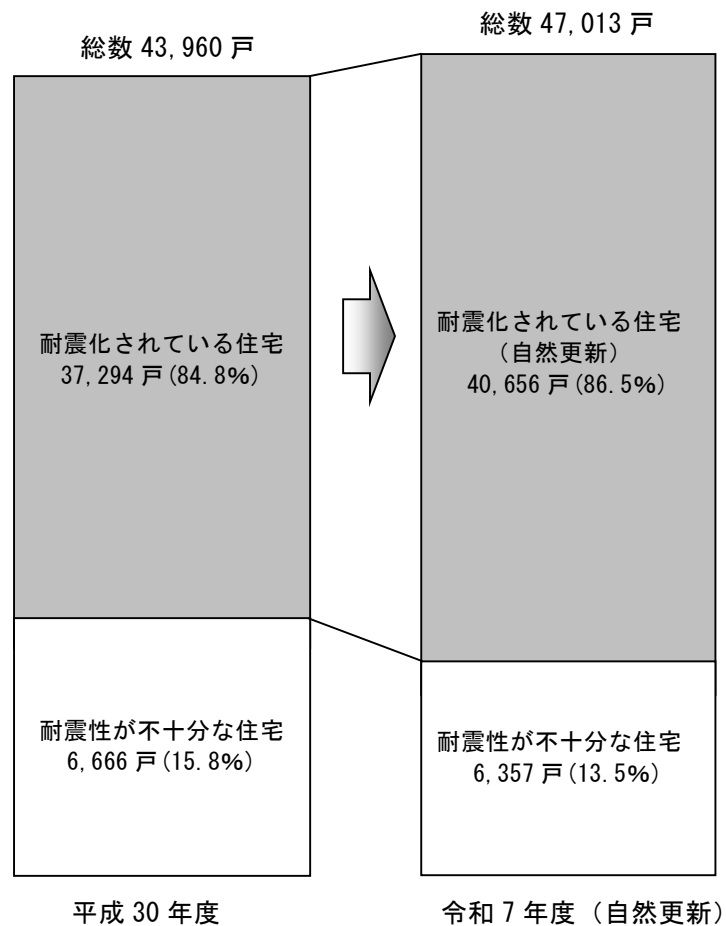 総数 43,960 戸
総数 47,013 戸
耐震化されている住宅
37,294 戸(84.8%)
耐震化されている住宅
(自然更新)
40,656 戸(86.5%)
耐震性が不十分な住宅
6,666 戸(15.8%)
耐震性が不十分な住宅
6,357 戸(13.5%)
平成 30 年度
令和 7 年度（自然更新）